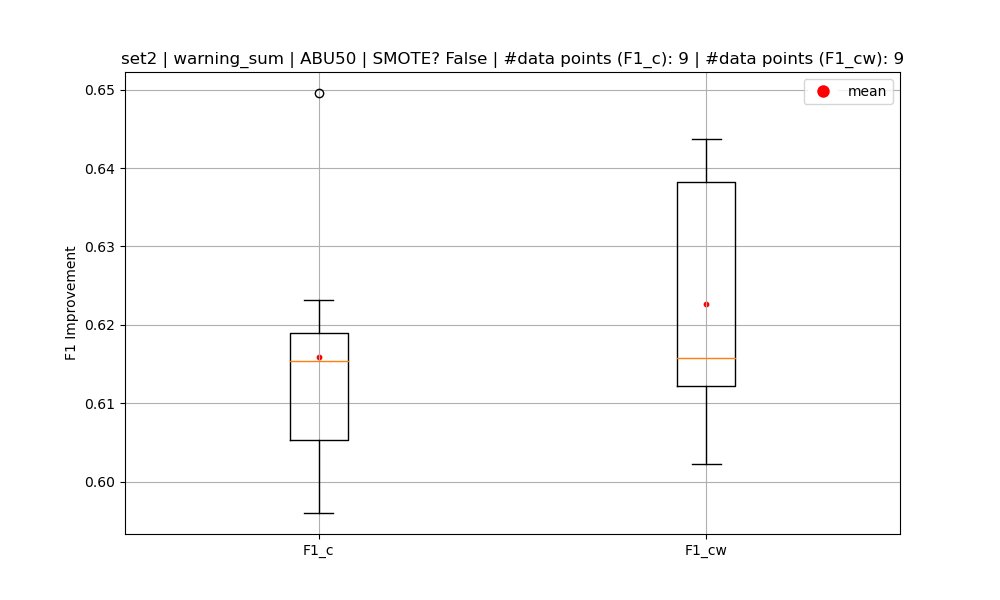 set2 | warning_sum | ABU50 | SMOTE? False | #data points (F1_c): 9 | #data points (F1_cw): 9
mean
0.65
0.64
0.63
0.62
0.61
0.60
F1 Improvement
F1_c
F1_cw